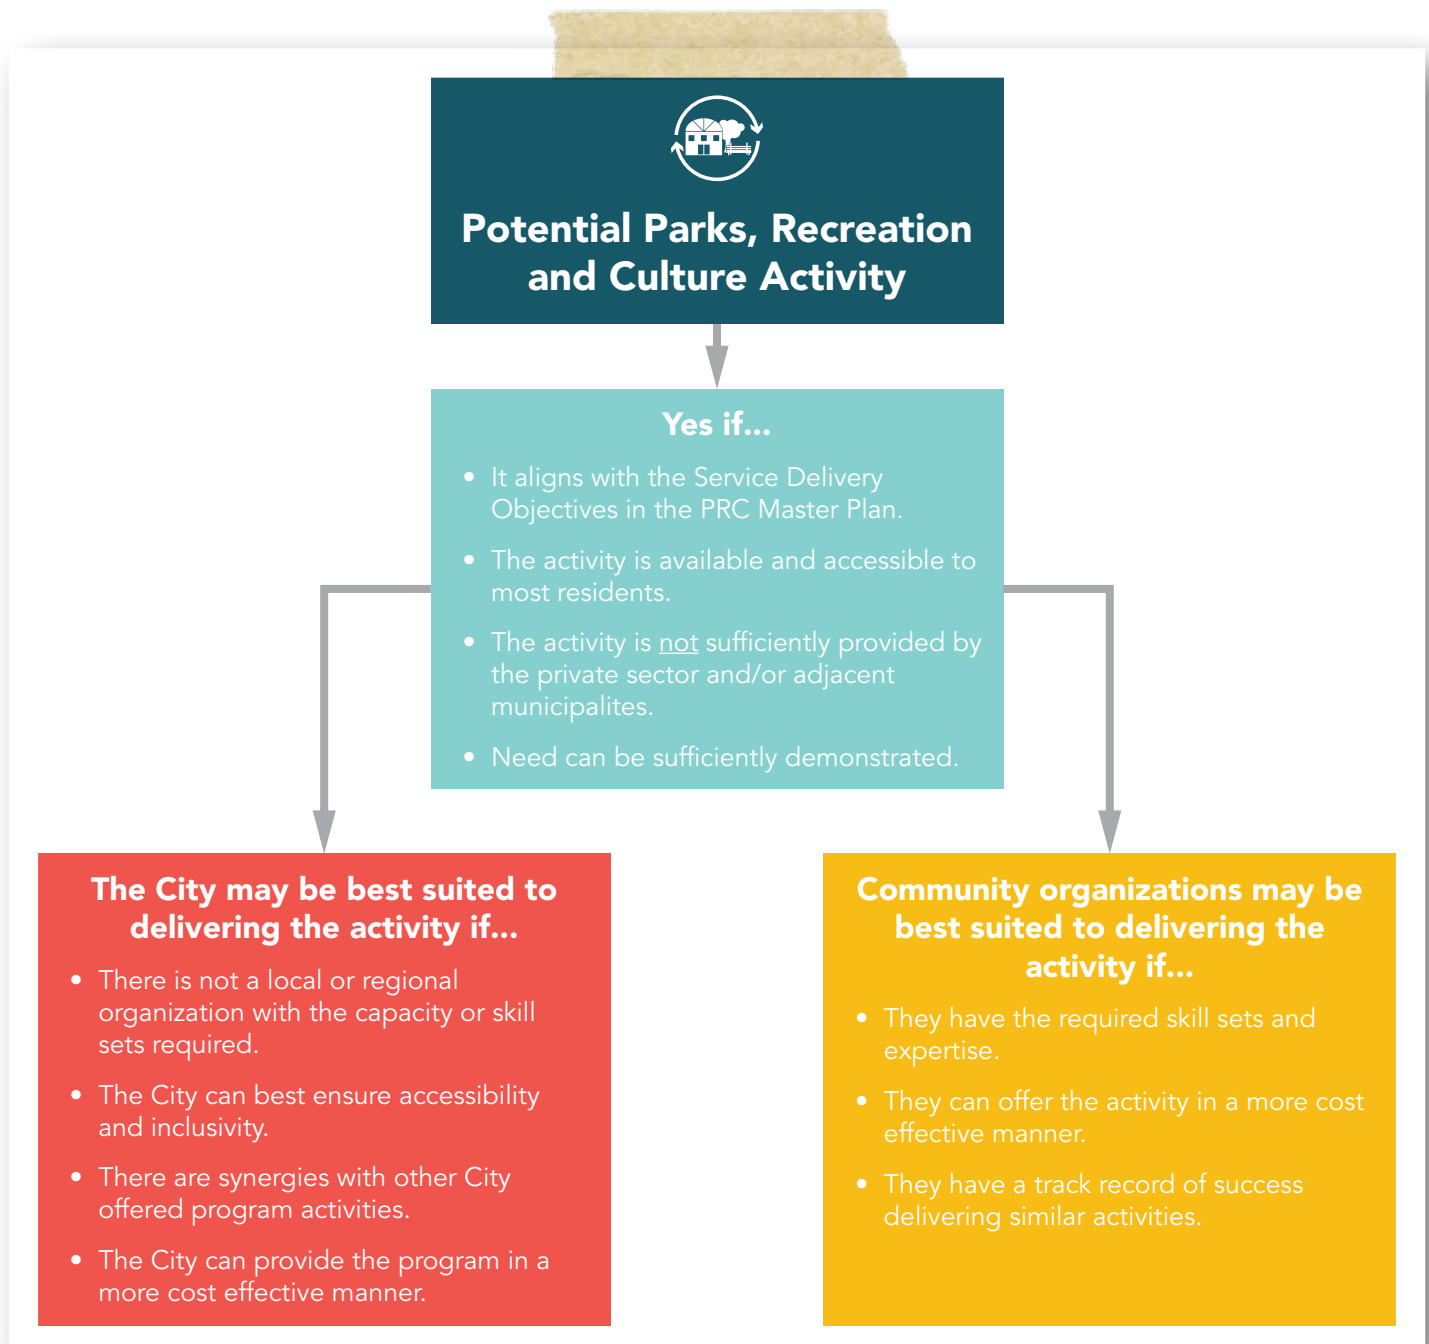 Potential Parks, Recreation
and Culture Activity
Yes if...
• It aligns with the Service Delivery
Objectives in the PRC Master Plan.
• The activity is available and accessible to
most residents.
• The activity is not sufficiently provided by
the private sector and/or adjacent
municipalites.
• Need can be sufficiently demonstrated.
The City may be best suited to
delivering the activity if...
• There is not a local or regional
organization with the capacity or skill
sets required.
• The City can best ensure accessibility
and inclusivity.
• There are synergies with other City
offered program activities.
• The City can provide the program in a
more cost effective manner.
Community organizations may be
best suited to delivering the
activity if...
• They have the required skill sets and
expertise.
• They can offer the activity in a more cost
effective manner.
• They have a track record of success
delivering similar activities.